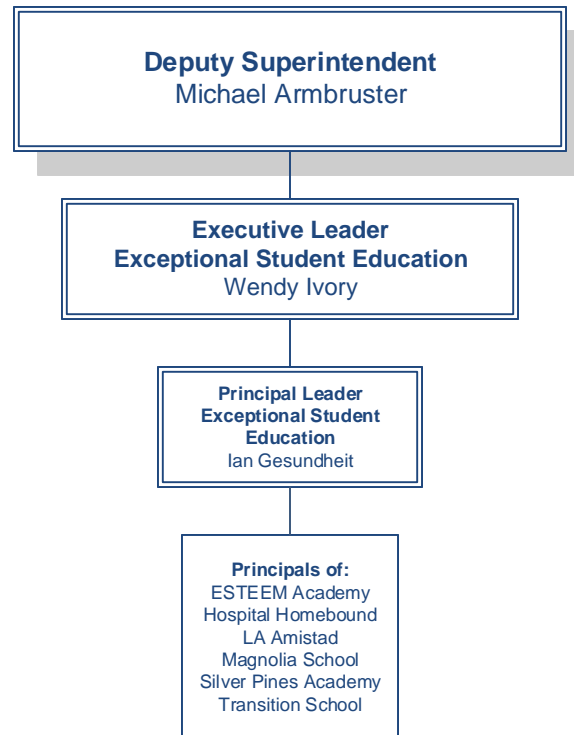 Deputy Superintendent
Michael Armbruster
Executive Leader
Exceptional Student Education
Wendy Ivory
Principal Leader
Exceptional Student
Education
Ian Gesundheit
Principals of:
ESTEEM Academy
Hospital Homebound
LA Amistad
Magnolia School
Silver Pines Academy
Transition School